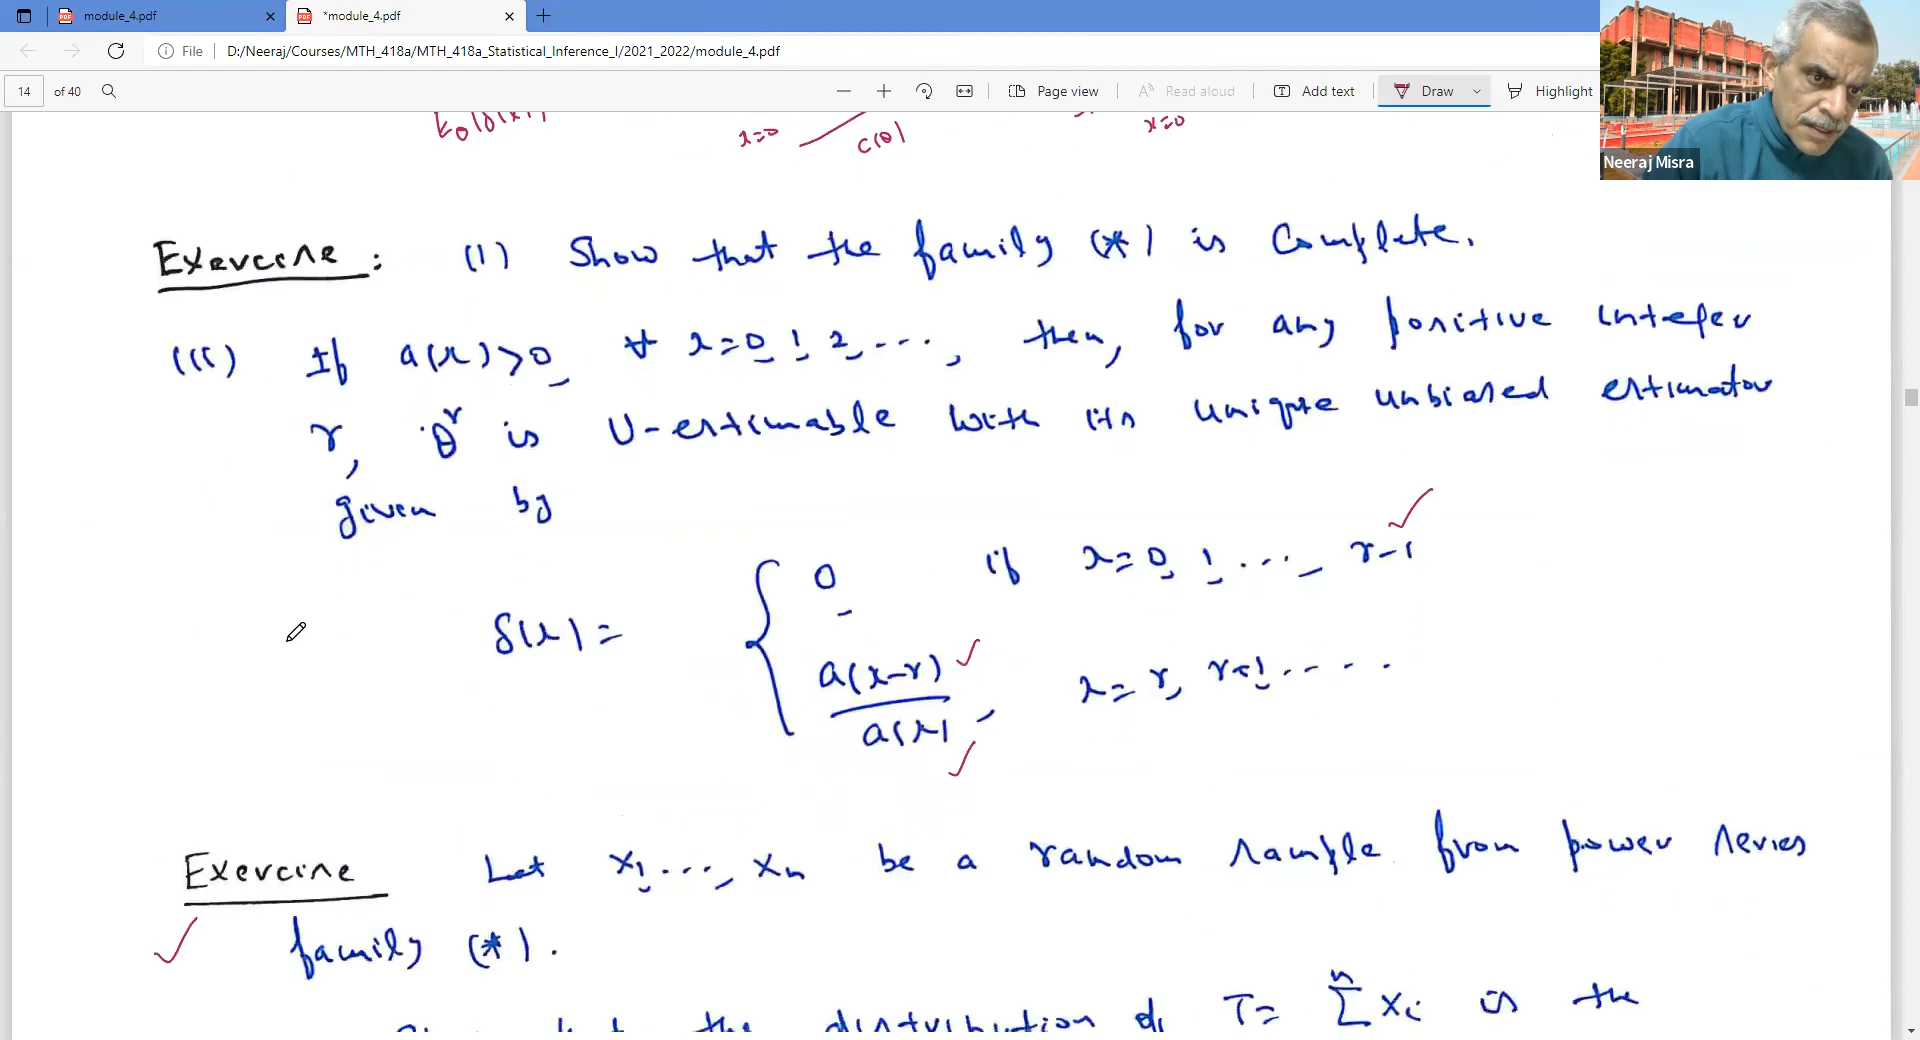 module_4.pdf
*module_4.pdf
File D:/Neeraj/Courses/MTH_418a/MTH_418a_Statistical_Inference_I/2021_2022/module_4.pdf
14 of 40 Page view Read aloud Add text Draw Highlight
Neeraj Misra
x=0 c(θ) x=0
Exercise: (I) Show that the family (*) is Complete.
(II) If a(x)>0, ∀ x=0, 1, 2, ..., then, for any positive integer
r, θ^r is U-estimable with its unique unbiased estimator
given by
δ(x) = { 0, if x=0, 1, ..., r-1
a(x-r)/a(x), x=r, r+1, ....
Exercise Let X1, ..., Xn be a random sample from power series
family (*).
the distribution of T= Σ^n Xi is the